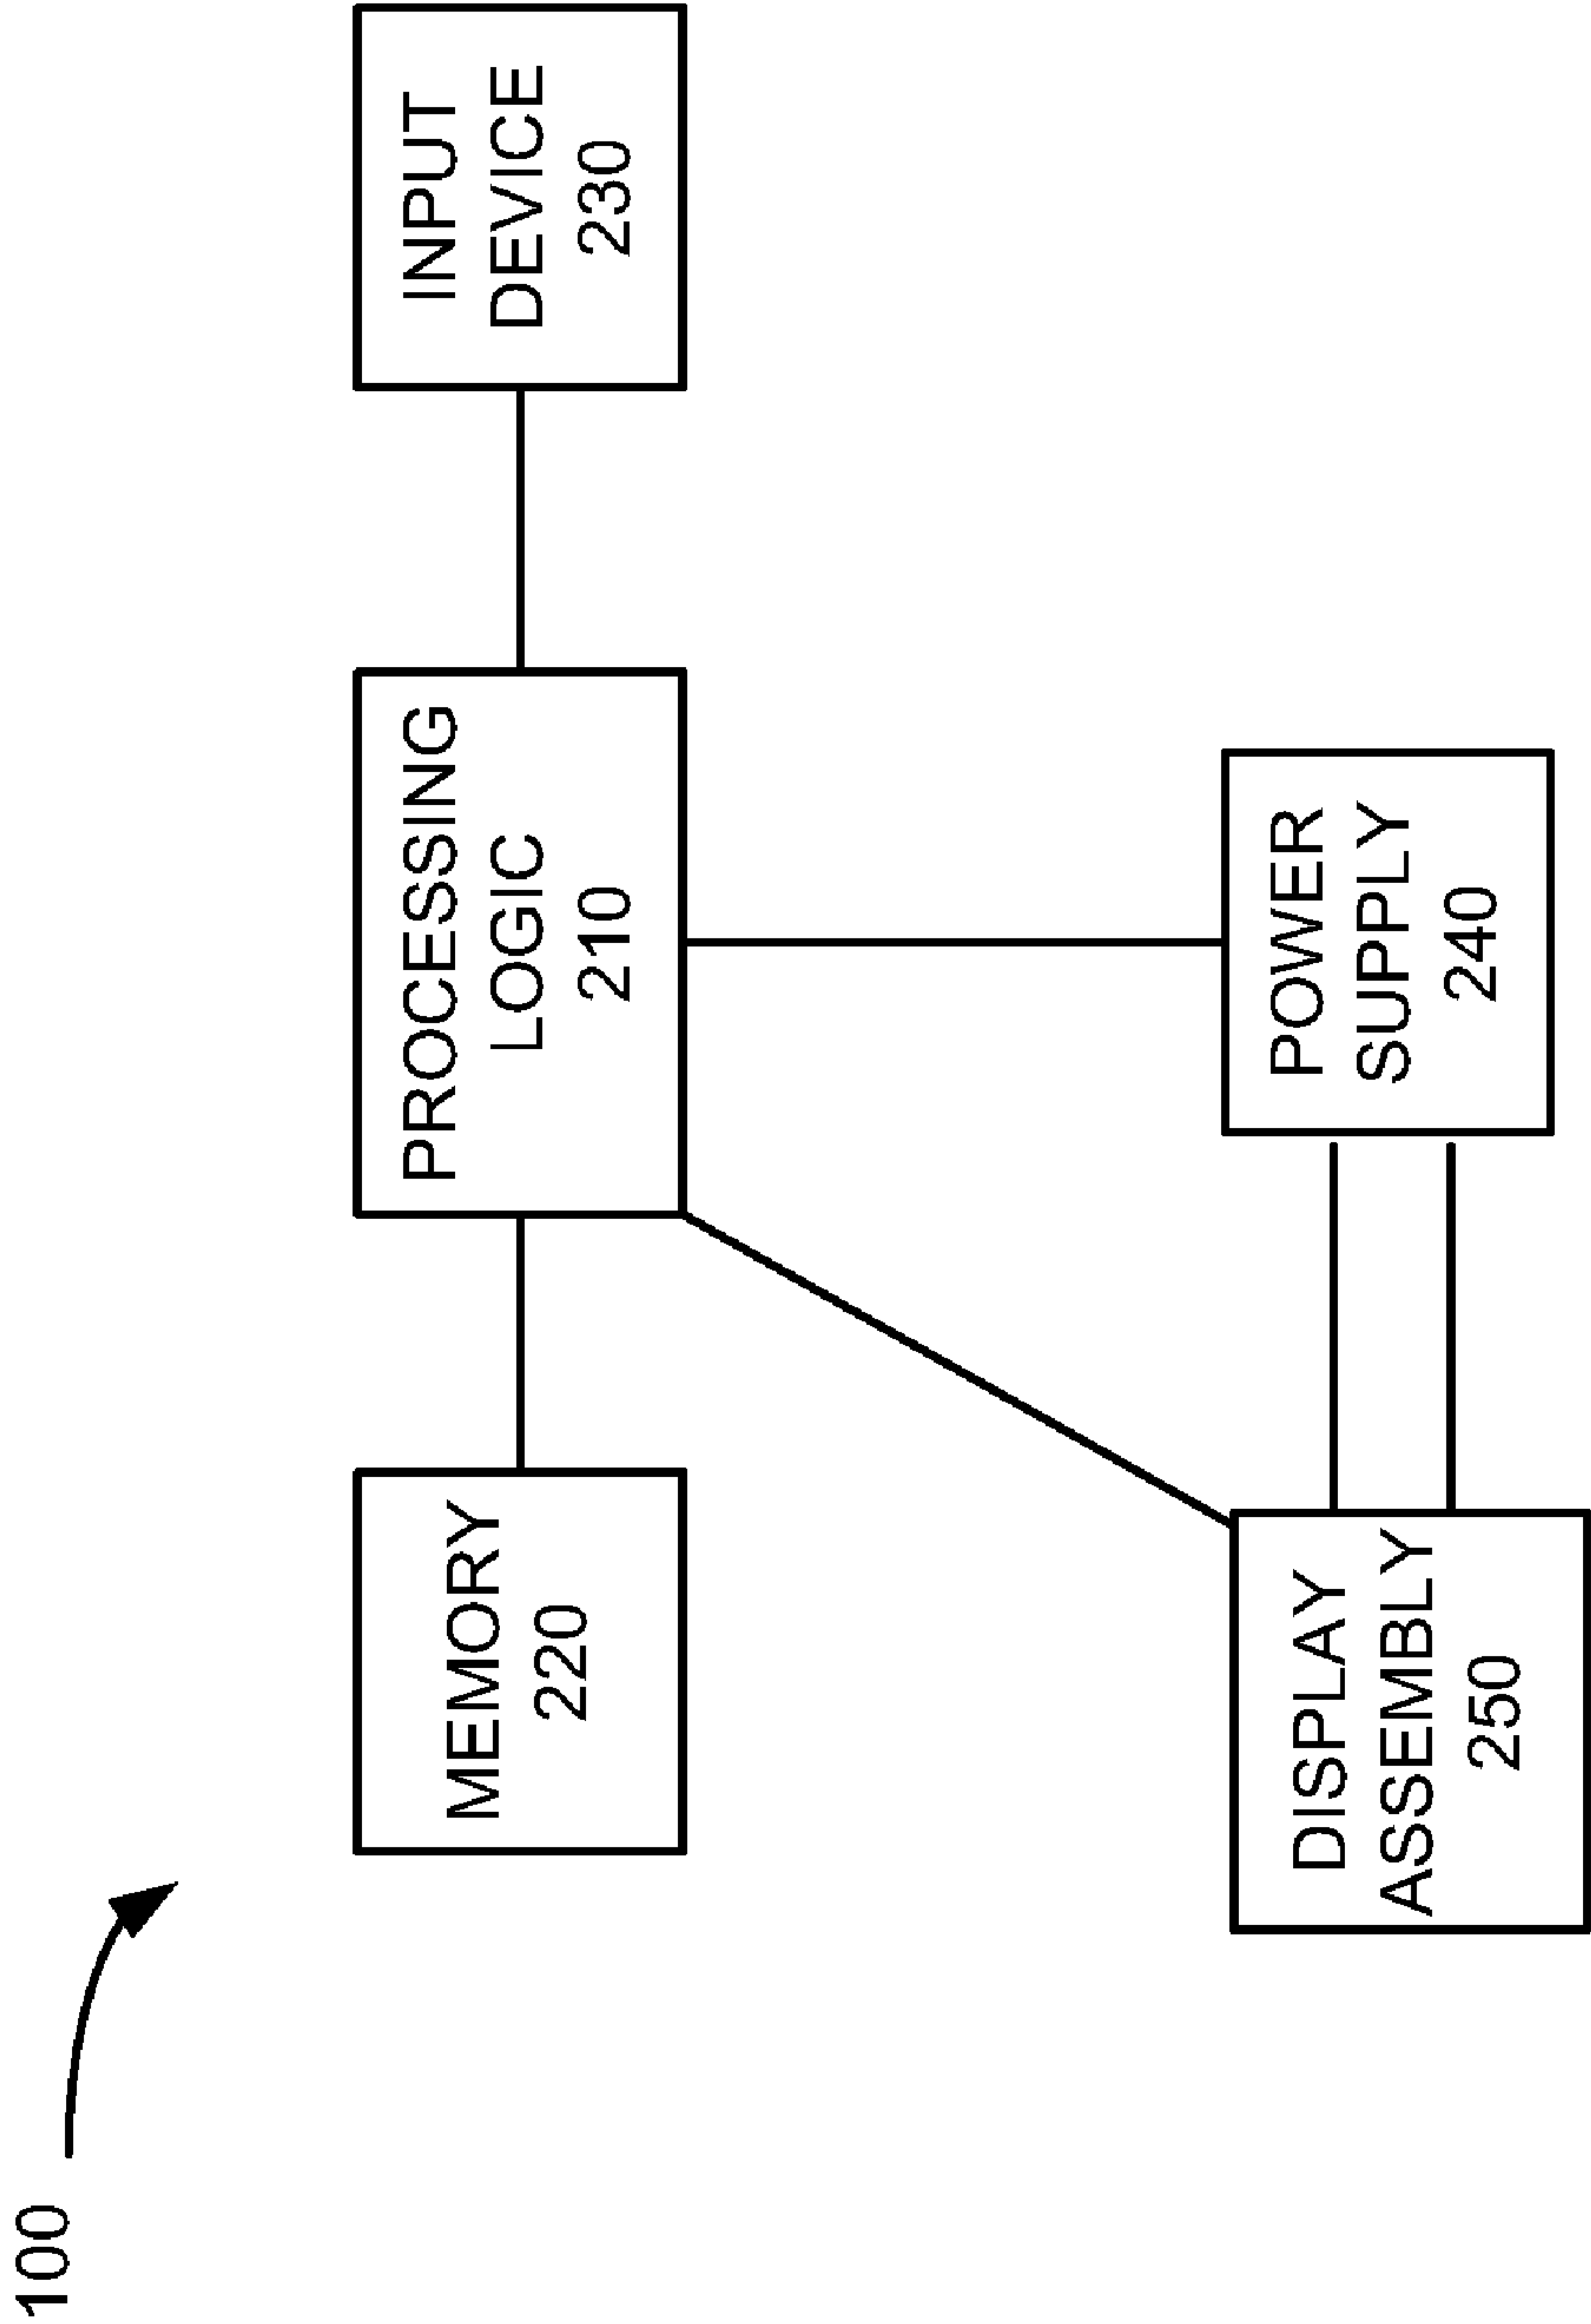 100
MEMORY
220
PROCESSING
LOGIC
210
INPUT
DEVICE
230
DISPLAY
ASSEMBLY
250
POWER
SUPPLY
240